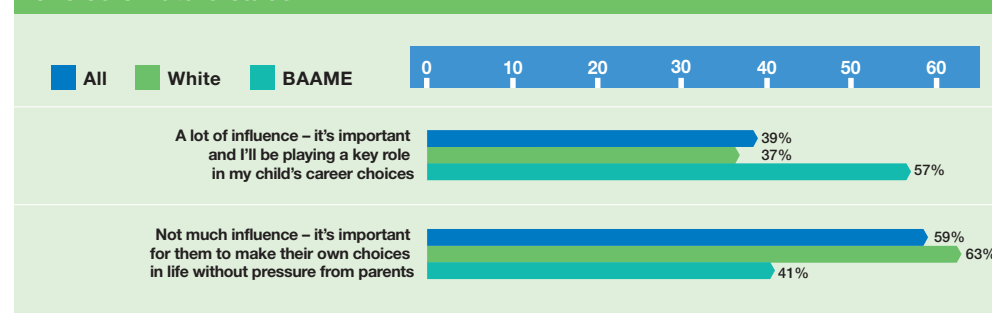 All White BAAME
0 10 20 30 40 50 60
A lot of influence – it's important
and I'll be playing a key role
in my child's career choices
39%
37%
57%
Not much influence – it's important
for them to make their own choices
in life without pressure from parents
59%
63%
41%